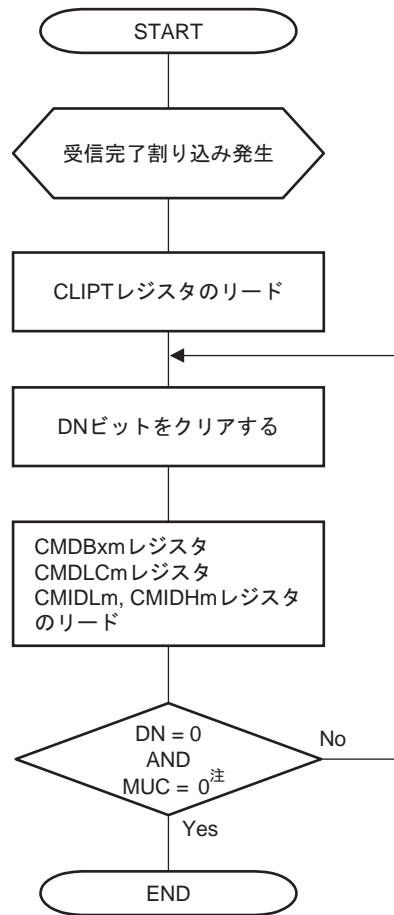 START
受信完了割り込み発生
CLIPTレジスタのリード
DNビットをクリアする
CMDBxmレジスタ
CMDLCmレジスタ
CMIDLm, CMIDHmレジスタ
のリード
DN = 0
AND
MUC = 0注
No
Yes
END